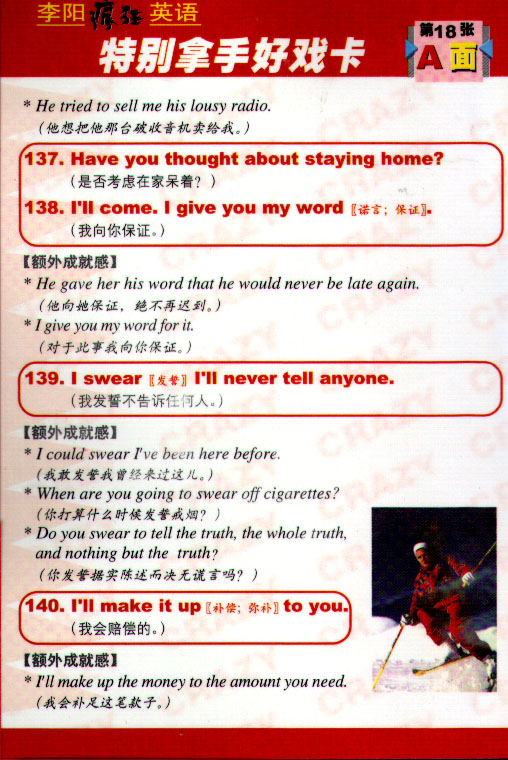 李阳疯狂英语
特别拿手好戏卡
第18张
A面
* He tried to sell me his lousy radio.
（他想把他那台破收音机卖给我。）
137. Have you thought about staying home?
（是否考虑在家呆着？）
138. I'll come. I give you my word〖诺言；保证〗.
（我向你保证。）
【额外成就感】
* He gave her his word that he would never be late again.
（他向她保证，绝不再迟到。）
* I give you my word for it.
（对于此事我向你保证。）
139. I swear〖发誓〗I'll never tell anyone.
（我发誓不告诉任何人。）
【额外成就感】
* I could swear I've been here before.
（我敢发誓我曾经来过这儿。）
* When are you going to swear off cigarettes?
（你打算什么时候发誓戒烟？）
* Do you swear to tell the truth, the whole truth,
and nothing but the truth?
（你发誓据实陈述而决无谎言吗？）
140. I'll make it up〖补偿；弥补〗to you.
（我会赔偿的。）
【额外成就感】
* I'll make up the money to the amount you need.
（我会补足这笔款子。）